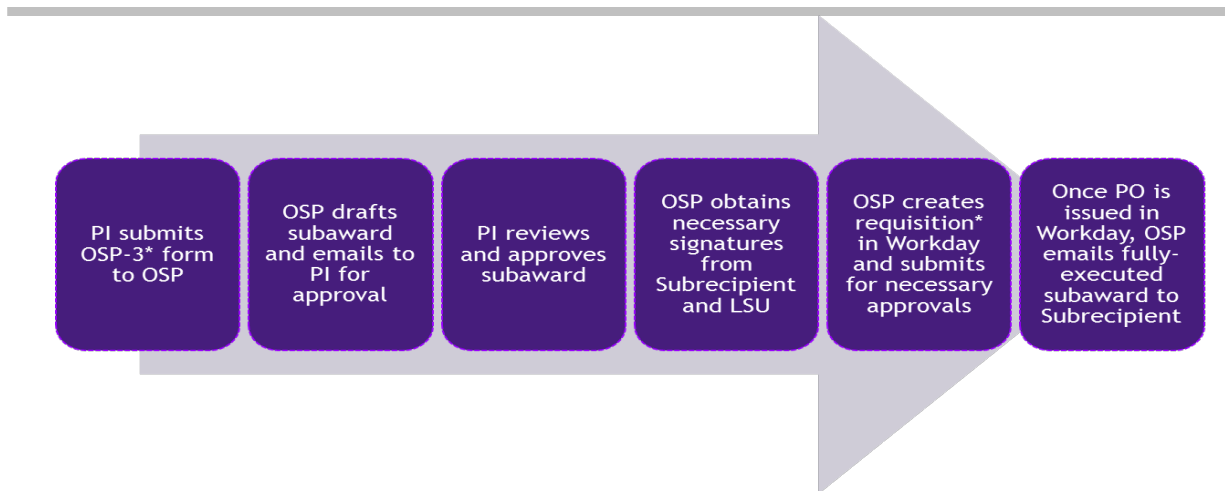 PI submits
OSP-3* form
to OSP
OSP drafts
subaward
and emails to
PI for
approval
PI reviews
and approves
subaward
OSP obtains
necessary
signatures
from
Subrecipient
and LSU
OSP creates
requisition*
in Workday
and submits
for necessary
approvals
Once PO is
issued in
Workday, OSP
emails fully-
executed
subaward to
Subrecipient